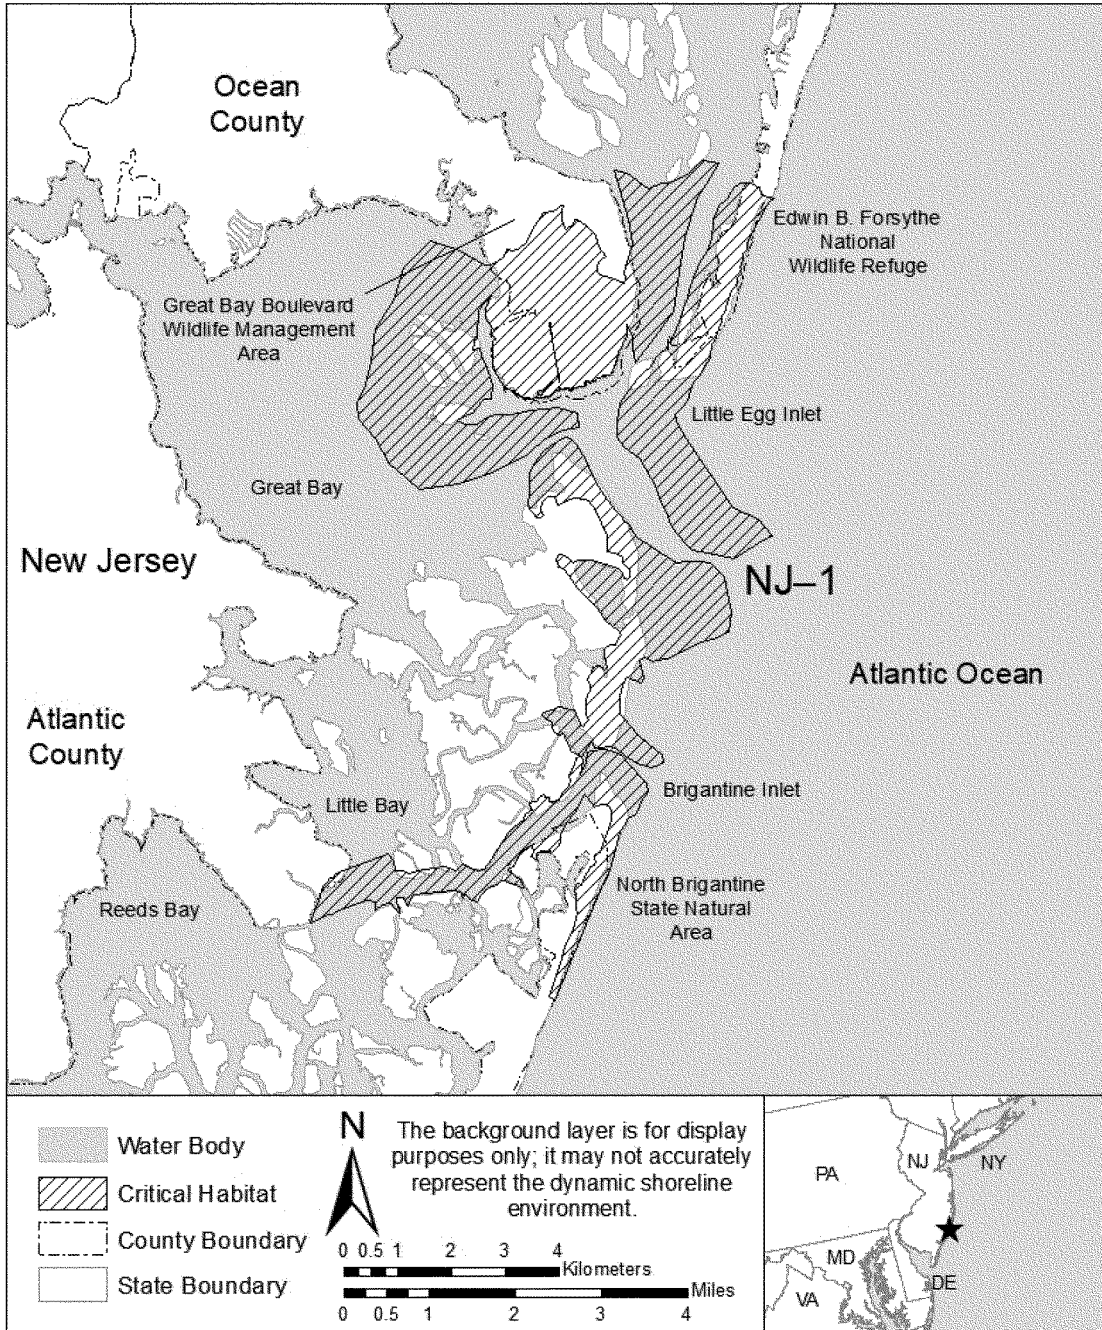 Ocean
County
Edwin B. Forsythe
National
Wildlife Refuge
Great Bay Boulevard
Wildlife Management
Area
Little Egg Inlet
Great Bay
New Jersey
NJ–1
Atlantic Ocean
Atlantic
County
Brigantine Inlet
Little Bay
North Brigantine
State Natural
Area
Reeds Bay
Water Body
Critical Habitat
County Boundary
State Boundary
N
The background layer is for display
purposes only; it may not accurately
represent the dynamic shoreline
environment.
0 0.5 1 2 3 4
Kilometers
Miles
0 0.5 1 2 3 4
PA
NJ
NY
MD
DE
VA